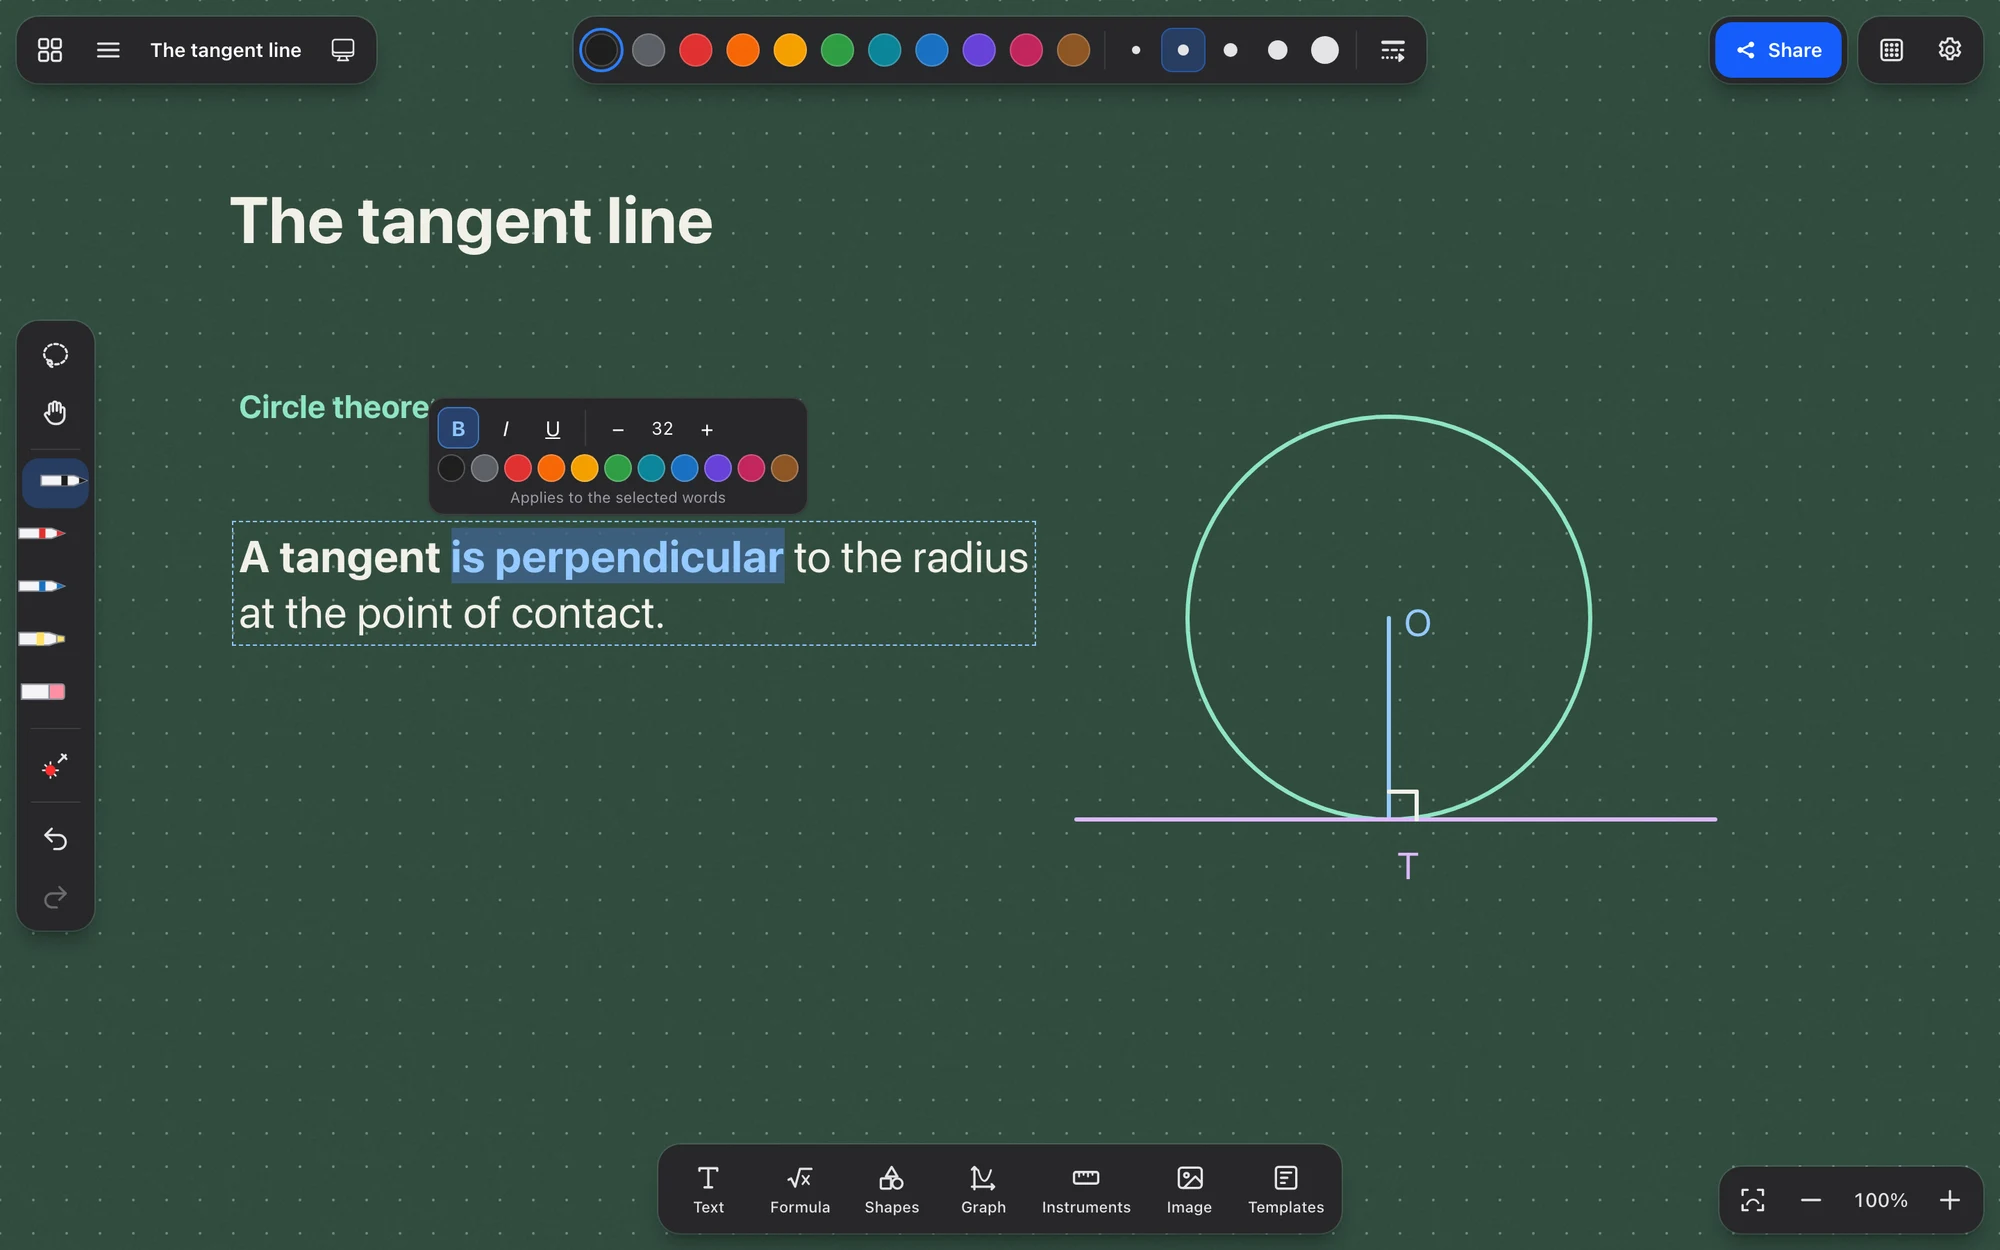 The tangent line
Share
The tangent line
Circle theore
B I U − 32 +
Applies to the selected words
A tangent is perpendicular to the radius
at the point of contact.
O
T
Text Formula Shapes Graph Instruments Image Templates
100%